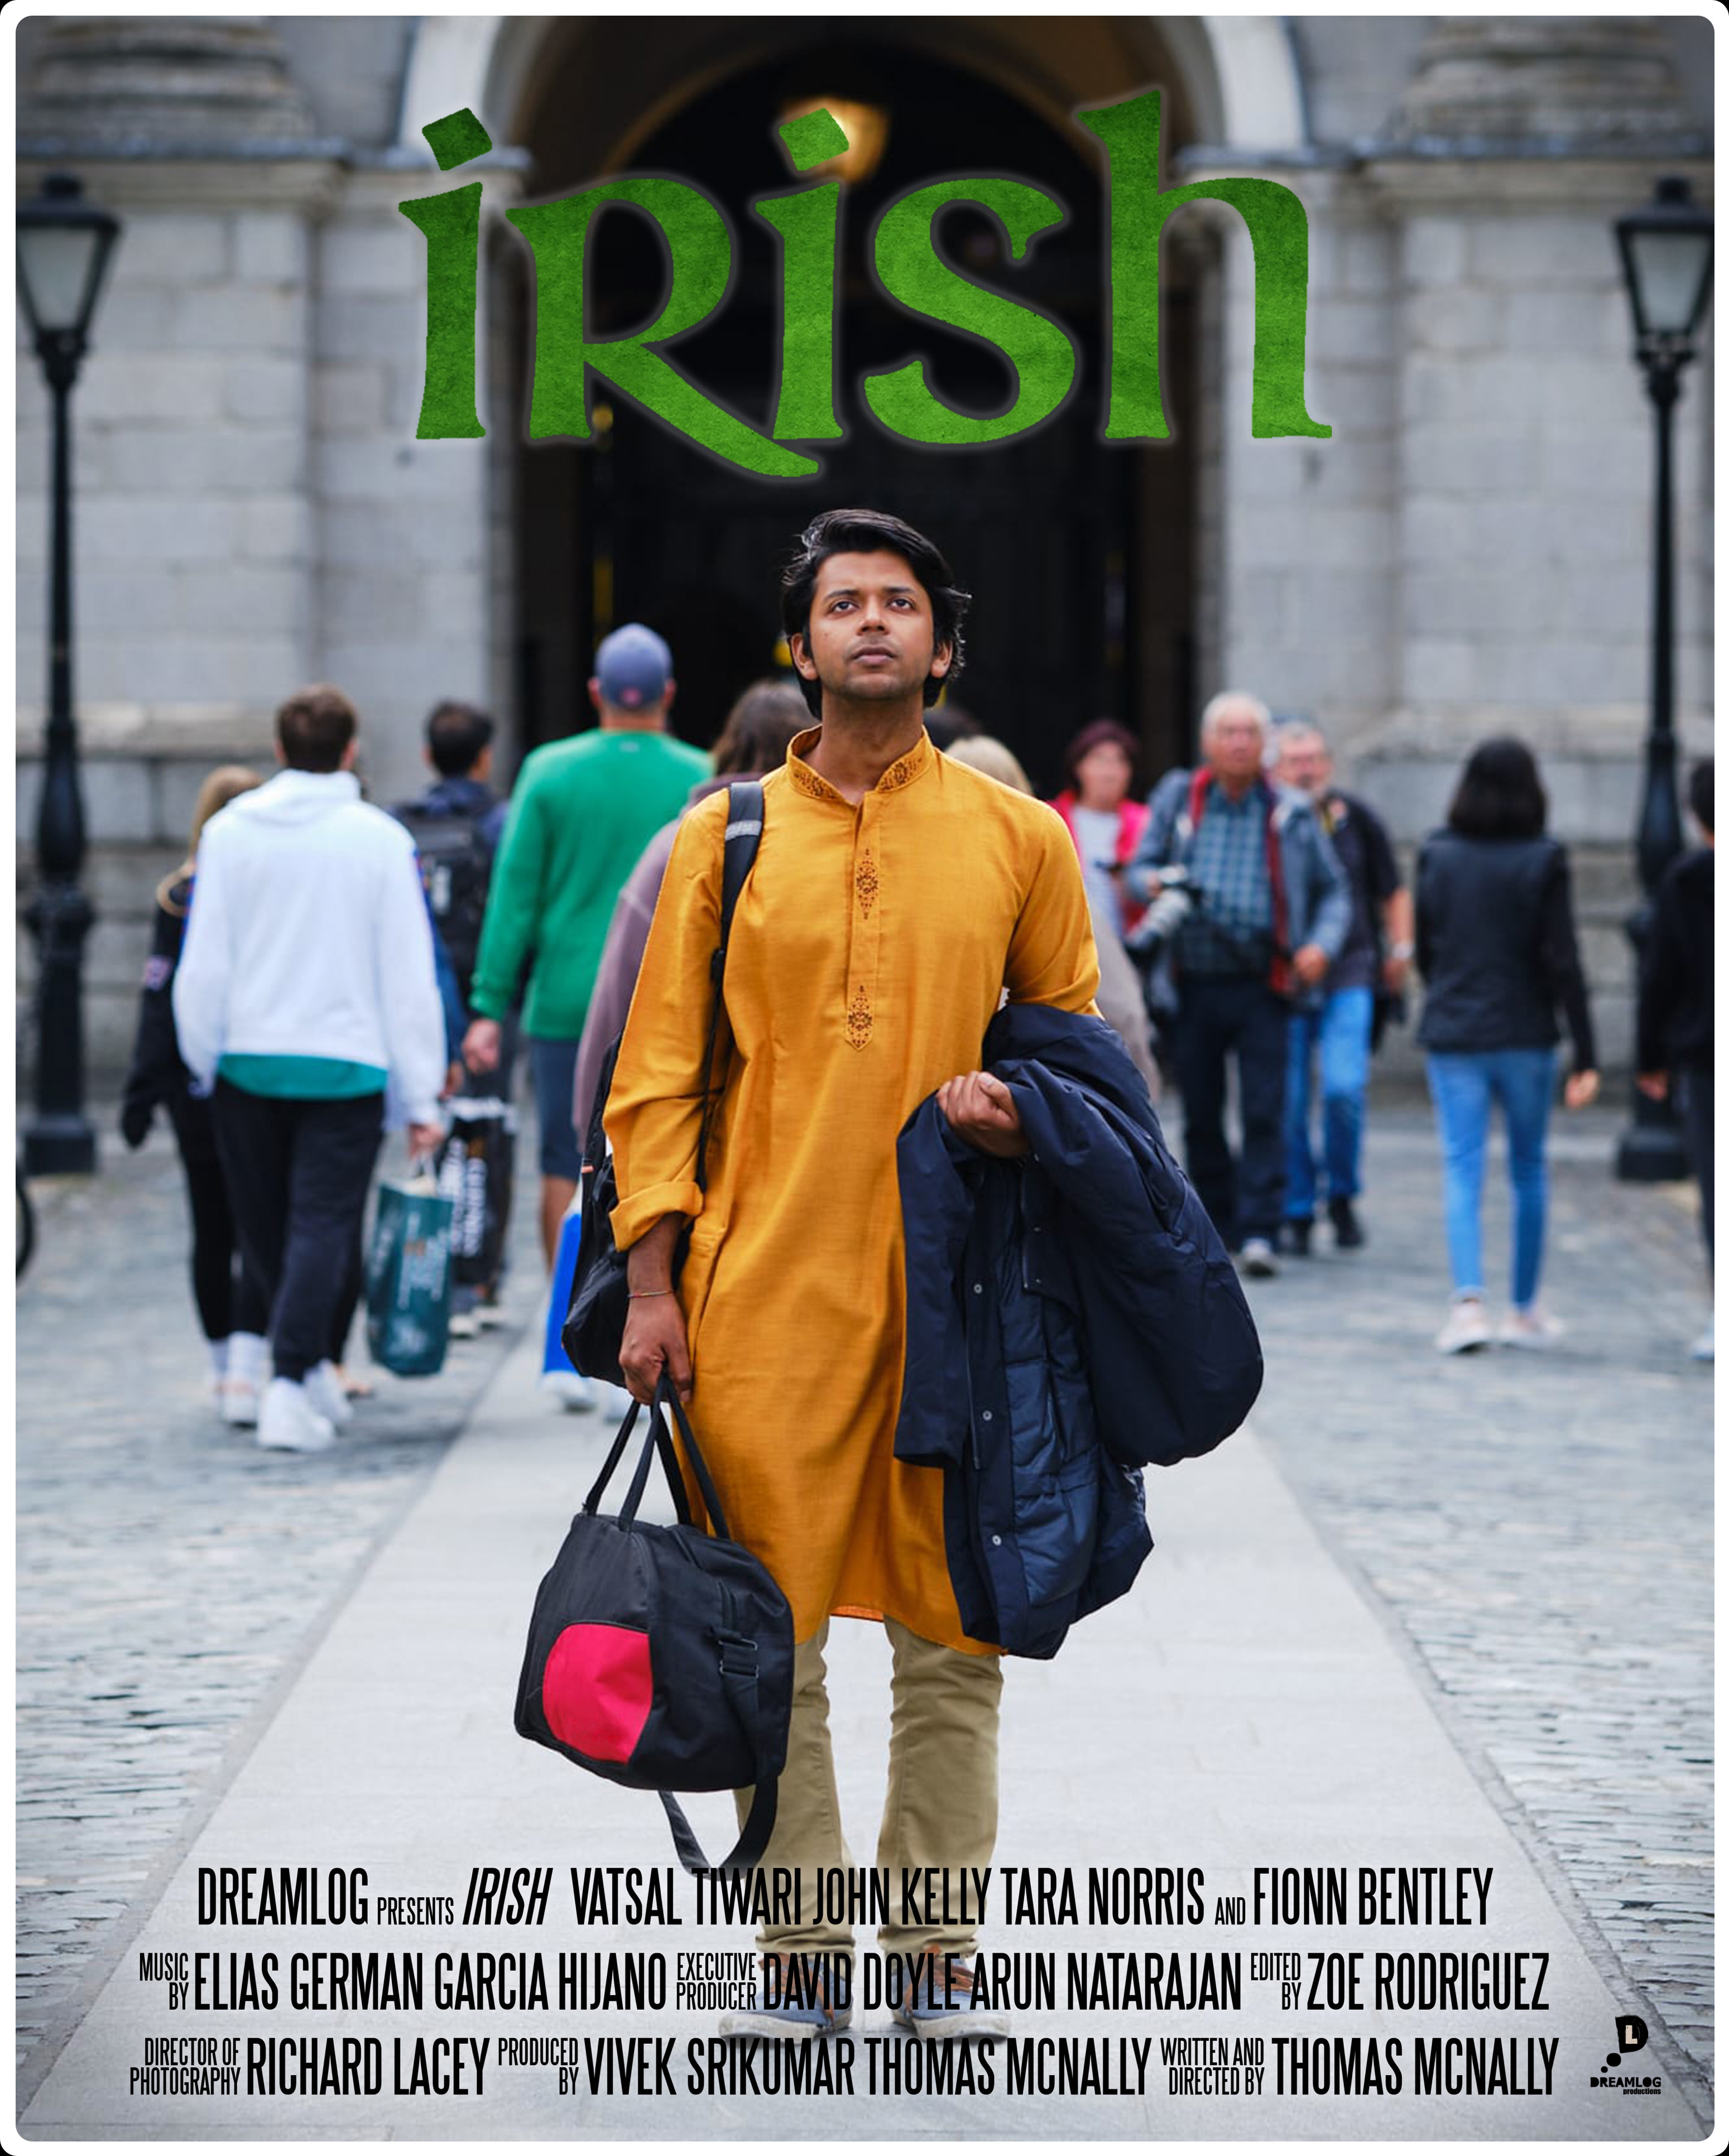 iRish
DREAMLOG PRESENTS IRISH VATSAL TIWARI JOHN KELLY TARA NORRIS AND FIONN BENTLEY
MUSIC BY ELIAS GERMAN GARCIA HIJANO EXECUTIVE PRODUCER DAVID DOYLE ARUN NATARAJAN EDITED BY ZOE RODRIGUEZ
DIRECTOR OF PHOTOGRAPHY RICHARD LACEY PRODUCED BY VIVEK SRIKUMAR THOMAS MCNALLY WRITTEN AND DIRECTED BY THOMAS MCNALLY
DL
DREAMLOG
productions